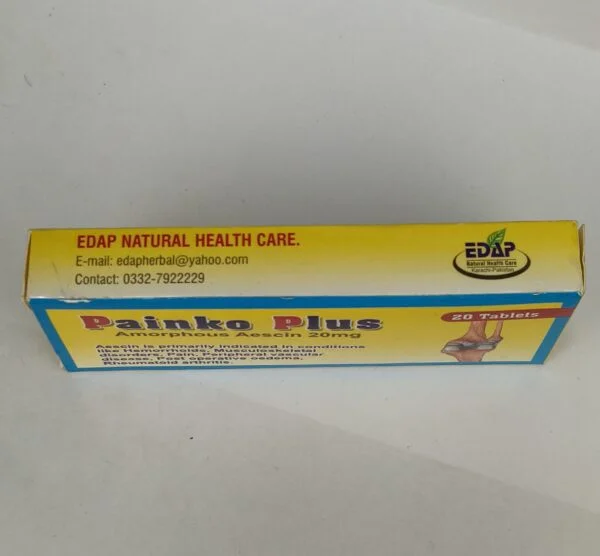 EDAP NATURAL HEALTH CARE.
E-mail: edapherbal@yahoo.com
Contact: 0332-7922229
EDAP
Natural Health Care
Karachi-Pakistan
Painko Plus
Amorphous Aescin 20mg
20 Tablets
Aescin is primarily indicated in conditions
like Hemorrhoids, Musculoskeletal
disorders, Pain, Peripheral vascular
disease, Post operative oedema,
Rheumatoid arthritis.